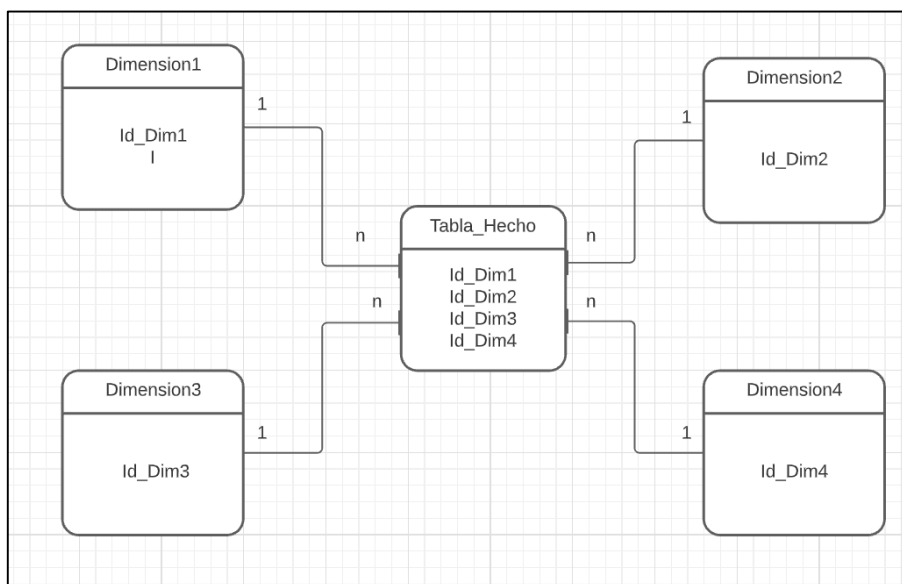 Dimension1
Id_Dim1
I
1
Dimension2
Id_Dim2
1
Tabla_Hecho
Id_Dim1
Id_Dim2
Id_Dim3
Id_Dim4
n
n
n
n
Dimension3
Id_Dim3
1
Dimension4
Id_Dim4
1